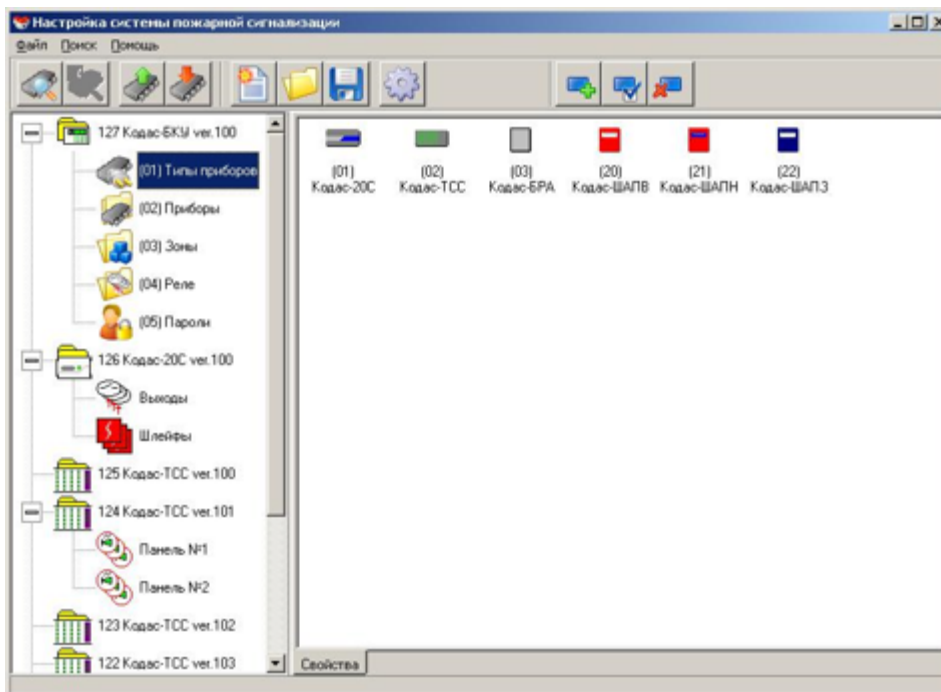 Настройка системы пожарной сигнализации
Файл Поиск Помощь
127 Кодас-БКУ ver.100
(01) Типы приборов
(02) Приборы
(03) Зоны
(04) Реле
(05) Пароли
126 Кодас-20С ver.100
Выходы
Шлейфы
125 Кодас-ТСС ver.100
124 Кодас-ТСС ver.101
Панель №1
Панель №2
123 Кодас-ТСС ver.102
122 Кодас-ТСС ver.103
(01) (02) (03) (20) (21) (22)
Кодас-20С Кодас-ТСС Кодас-БРА Кодас-ШАПВ Кодас-ШАПН Кодас-ШАПЗ
Свойства